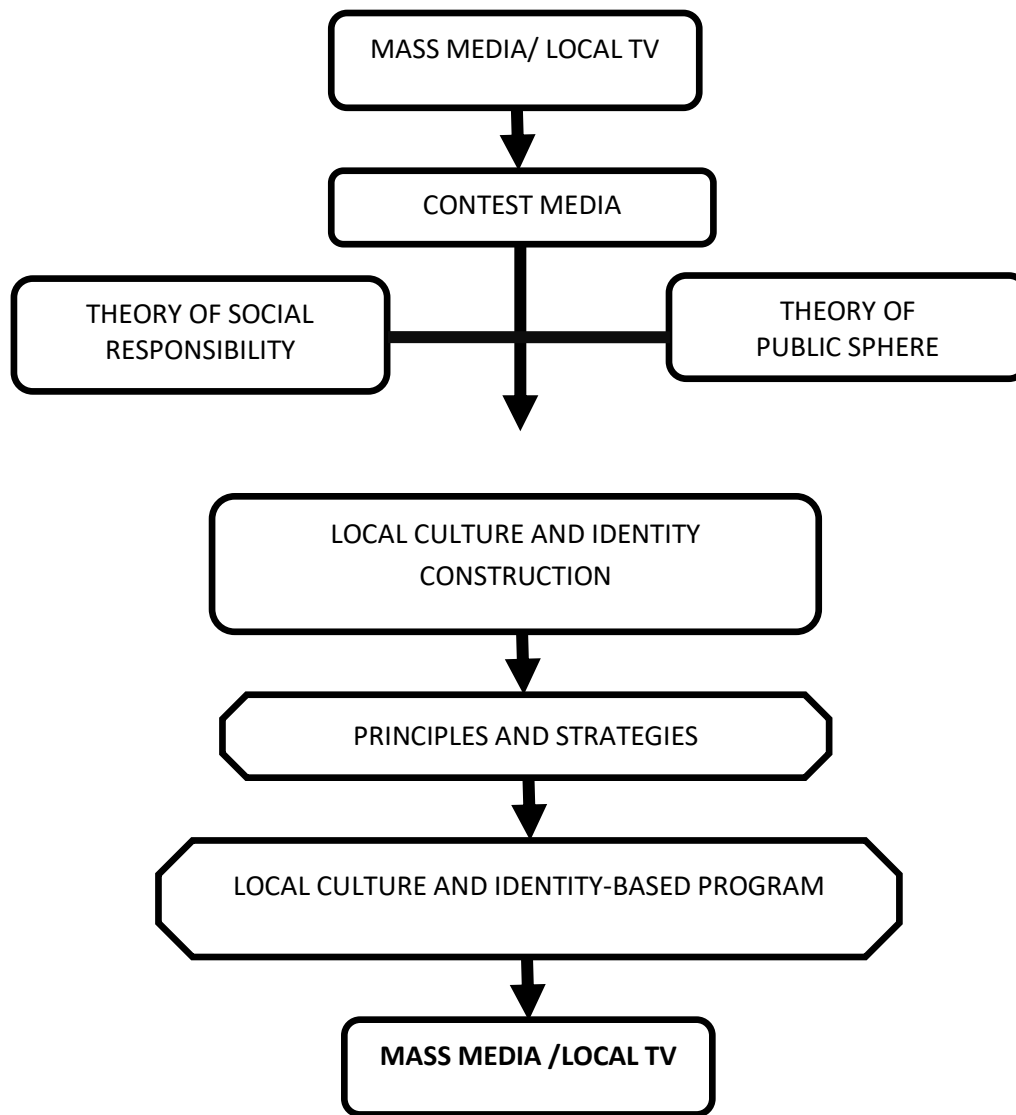 MASS MEDIA/ LOCAL TV
CONTEST MEDIA
THEORY OF SOCIAL
RESPONSIBILITY
THEORY OF
PUBLIC SPHERE
LOCAL CULTURE AND IDENTITY
CONSTRUCTION
PRINCIPLES AND STRATEGIES
LOCAL CULTURE AND IDENTITY-BASED PROGRAM
MASS MEDIA /LOCAL TV